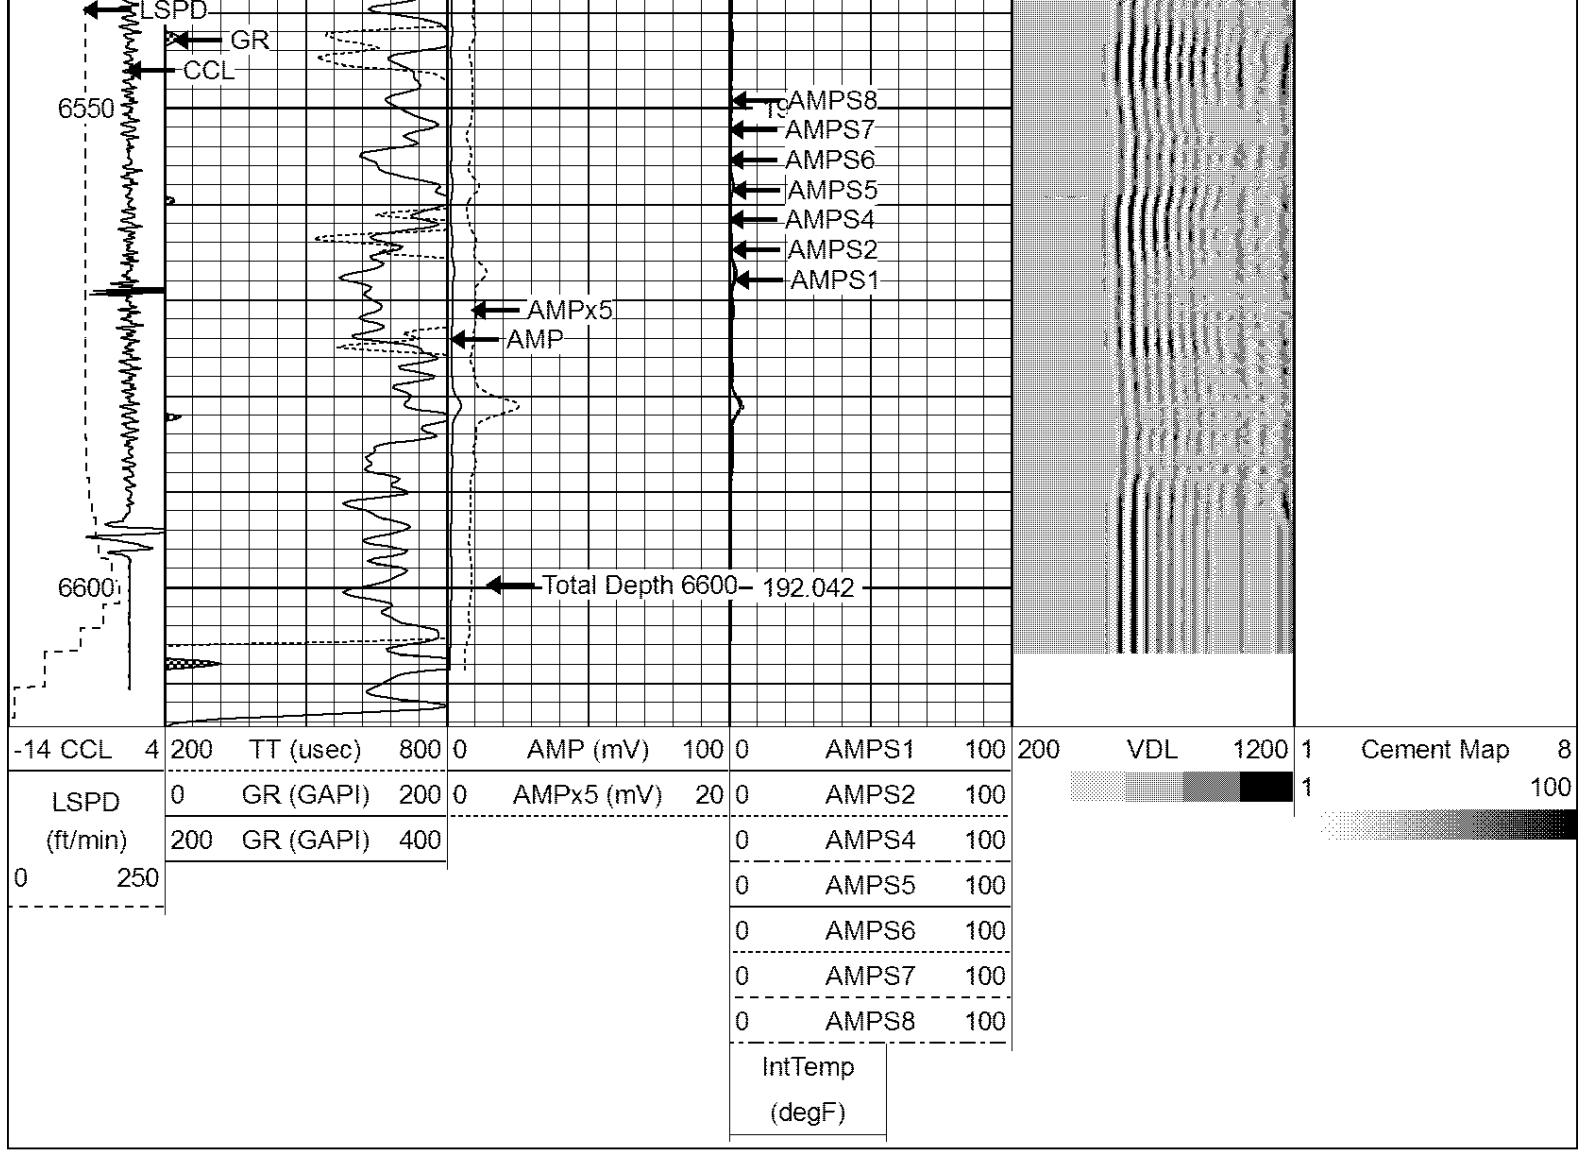 LSPD
GR
CCL
6550
AMPS8
AMPS7
AMPS6
AMPS5
AMPS4
AMPS2
AMPS1
AMPx5
AMP
6600
Total Depth 6600
192.042
-14 CCL 4
200 TT (usec) 800
0 AMP (mV) 100
0 AMPS1 100
200 VDL 1200
1 Cement Map 8
LSPD
(ft/min)
0 250
0 GR (GAPI) 200
0 AMPx5 (mV) 20
0 AMPS2 100
1 100
200 GR (GAPI) 400
0 AMPS4 100
0 AMPS5 100
0 AMPS6 100
0 AMPS7 100
0 AMPS8 100
IntTemp
(degF)